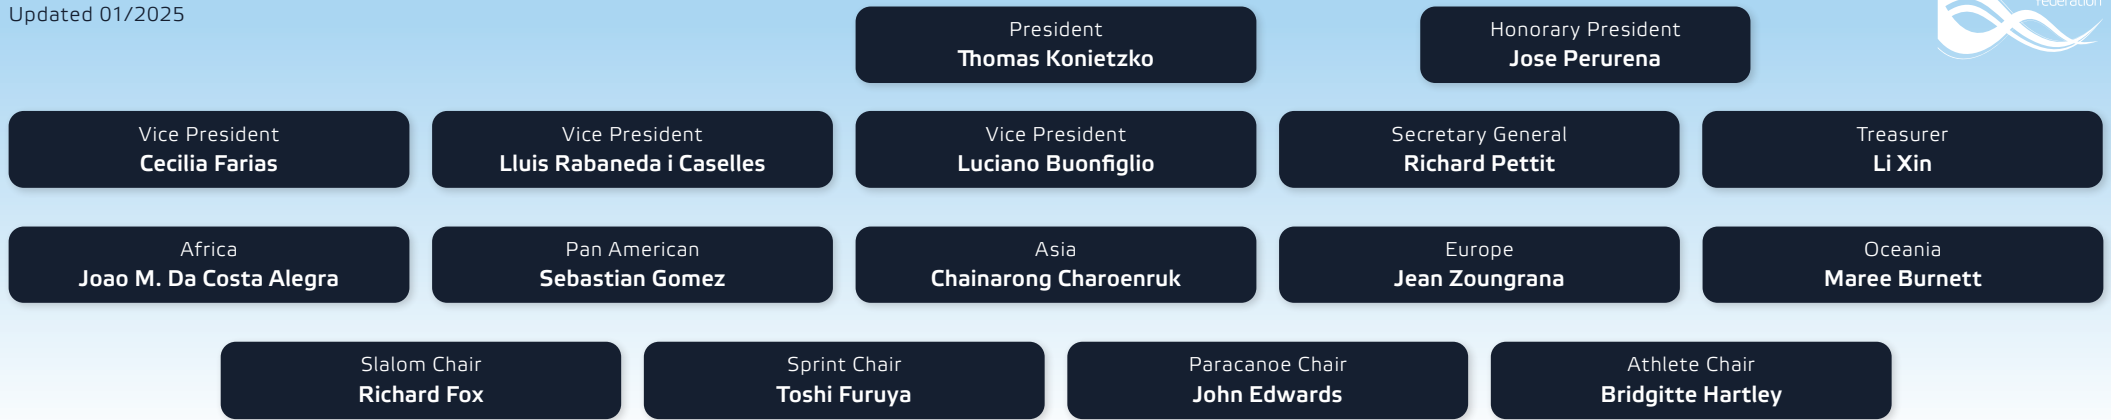 Updated 01/2025
federation
President
Thomas Konietzko
Honorary President
Jose Perurena
Vice President
Cecilia Farias
Vice President
Lluis Rabaneda i Caselles
Vice President
Luciano Buonfiglio
Secretary General
Richard Pettit
Treasurer
Li Xin
Africa
Joao M. Da Costa Alegra
Pan American
Sebastian Gomez
Asia
Chainarong Charoenruk
Europe
Jean Zoungrana
Oceania
Maree Burnett
Slalom Chair
Richard Fox
Sprint Chair
Toshi Furuya
Paracanoe Chair
John Edwards
Athlete Chair
Bridgitte Hartley